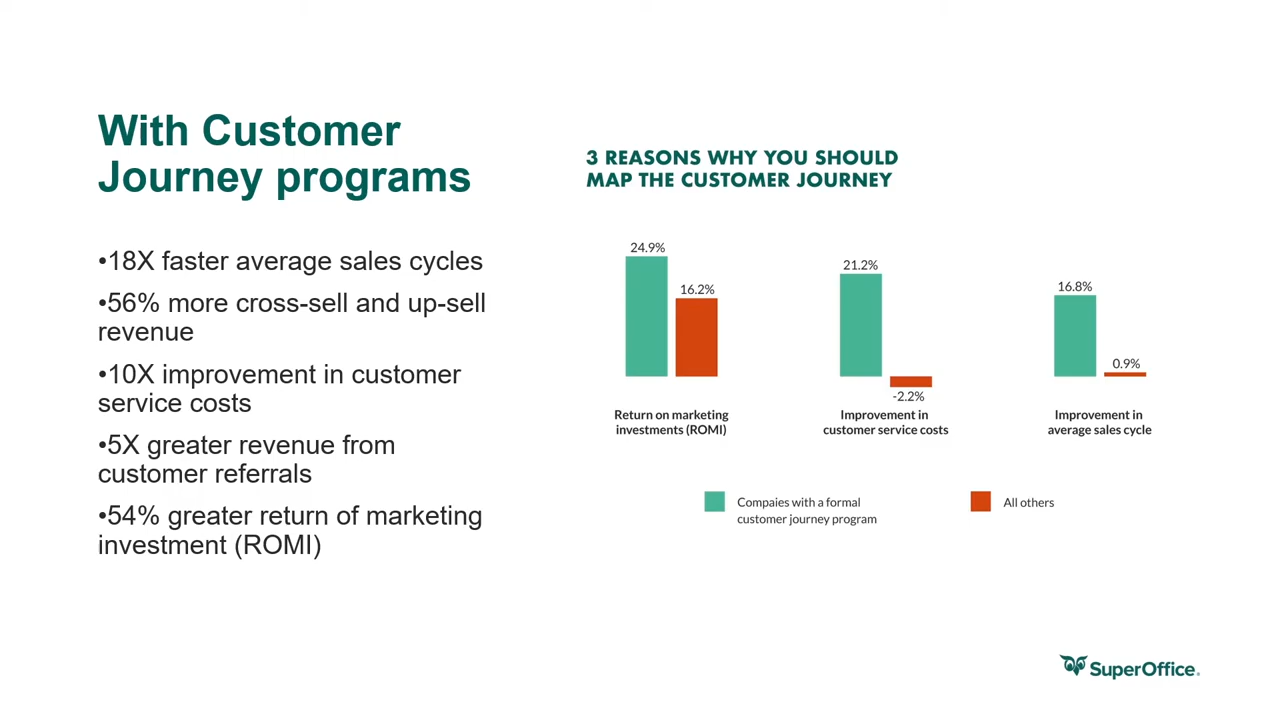 With Customer
Journey programs
•18X faster average sales cycles
•56% more cross-sell and up-sell
revenue
•10X improvement in customer
service costs
•5X greater revenue from
customer referrals
•54% greater return of marketing
investment (ROMI)
3 REASONS WHY YOU SHOULD
MAP THE CUSTOMER JOURNEY
24.9%
16.2%
Return on marketing
investments (ROMI)
21.2%
-2.2%
Improvement in
customer service costs
16.8%
0.9%
Improvement in
average sales cycle
Compaies with a formal
customer journey program
All others
SuperOffice.